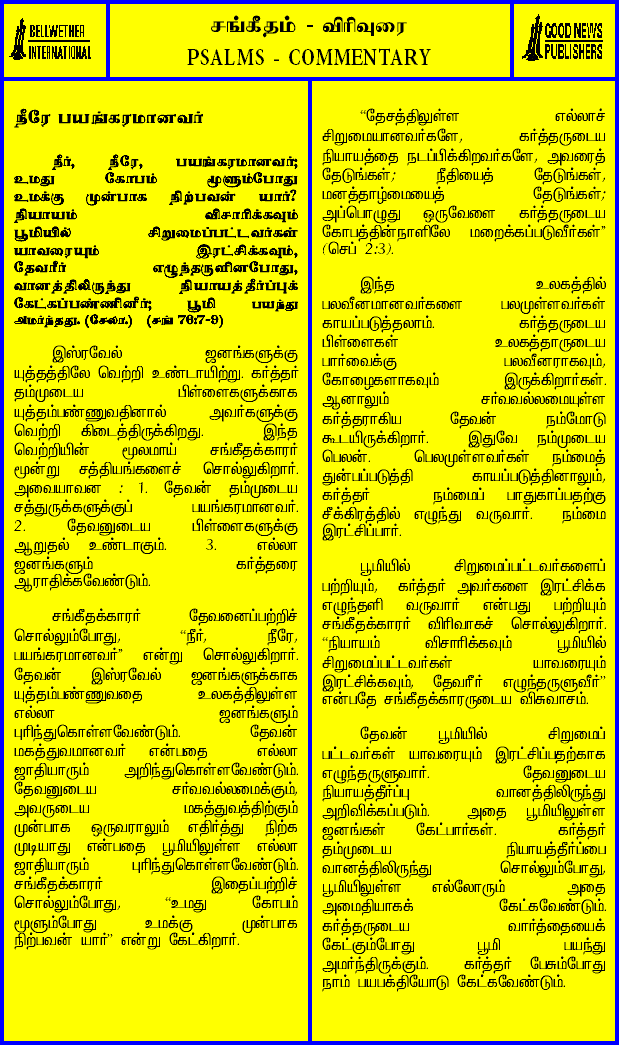 BELLWETHER
INTERNATIONAL
சங்கீதம் - விரிவுரை
PSALMS - COMMENTARY
GOOD NEWS
PUBLISHERS
நீரே பயங்கரமானவர்
நீர், நீரே, பயங்கரமானவர்;
உமது கோபம் மூளும்போது
உமக்கு முன்பாக நிற்பவன் யார்?
நியாயம் விசாரிக்கவும்
பூமியில் சிறுமைப்பட்டவர்கள்
யாவரையும் இரட்சிக்கவும்,
தேவரீர் எழுந்தருளினபோது,
வானத்திலிருந்து நியாயத்தீர்ப்புக்
கேட்கப்பண்ணினீர்; பூமி பயந்து
அமர்ந்தது. (சேலா.) (சங் 76:7-9)
இஸ்ரவேல் ஜனங்களுக்கு
யுத்தத்திலே வெற்றி உண்டாயிற்று. கர்த்தர்
தம்முடைய பிள்ளைகளுக்காக
யுத்தம்பண்ணுவதினால் அவர்களுக்கு
வெற்றி கிடைத்திருக்கிறது. இந்த
வெற்றியின் மூலமாய் சங்கீதக்காரர்
மூன்று சத்தியங்களைச் சொல்லுகிறார்.
அவையாவன : 1. தேவன் தம்முடைய
சத்துருக்களுக்குப் பயங்கரமானவர்.
2. தேவனுடைய பிள்ளைகளுக்கு
ஆறுதல் உண்டாகும். 3. எல்லா
ஜனங்களும் கர்த்தரை
ஆராதிக்கவேண்டும்.
சங்கீதக்காரர் தேவனைப்பற்றிச்
சொல்லும்போது, “நீர், நீரே,
பயங்கரமானவர்” என்று சொல்லுகிறார்.
தேவன் இஸ்ரவேல் ஜனங்களுக்காக
யுத்தம்பண்ணுவதை உலகத்திலுள்ள
எல்லா ஜனங்களும்
புரிந்துகொள்ளவேண்டும். தேவன்
மகத்துவமானவர் என்பதை எல்லா
ஜாதியாரும் அறிந்துகொள்ளவேண்டும்.
தேவனுடைய சர்வவல்லமைக்கும்,
அவருடைய மகத்துவத்திற்கும்
முன்பாக ஒருவராலும் எதிர்த்து நிற்க
முடியாது என்பதை பூமியிலுள்ள எல்லா
ஜாதியாரும் புரிந்துகொள்ளவேண்டும்.
சங்கீதக்காரர் இதைப்பற்றிச்
சொல்லும்போது, “உமது கோபம்
மூளும்போது உமக்கு முன்பாக
நிற்பவன் யார்” என்று கேட்கிறார்.
“தேசத்திலுள்ள எல்லாச்
சிறுமையானவர்களே, கர்த்தருடைய
நியாயத்தை நடப்பிக்கிறவர்களே, அவரைத்
தேடுங்கள்; நீதியைத் தேடுங்கள்,
மனத்தாழ்மையைத் தேடுங்கள்;
அப்பொழுது ஒருவேளை கர்த்தருடைய
கோபத்தின்நாளிலே மறைக்கப்படுவீர்கள்”
(செப் 2:3).
இந்த உலகத்தில்
பலவீனமானவர்களை பலமுள்ளவர்கள்
காயப்படுத்தலாம். கர்த்தருடைய
பிள்ளைகள் உலகத்தாருடைய
பார்வைக்கு பலவீனராகவும்,
கோழைகளாகவும் இருக்கிறார்கள்.
ஆனாலும் சர்வவல்லமையுள்ள
கர்த்தராகிய தேவன் நம்மோடு
கூடயிருக்கிறார். இதுவே நம்முடைய
பெலன். பெலமுள்ளவர்கள் நம்மைத்
துன்பப்படுத்தி காயப்படுத்தினாலும்,
கர்த்தர் நம்மைப் பாதுகாப்பதற்கு
சீக்கிரத்தில் எழுந்து வருவார். நம்மை
இரட்சிப்பார்.
பூமியில் சிறுமைப்பட்டவர்களைப்
பற்றியும், கர்த்தர் அவர்களை இரட்சிக்க
எழுந்தளி வருவார் என்பது பற்றியும்
சங்கீதக்காரர் விரிவாகச் சொல்லுகிறார்.
“நியாயம் விசாரிக்கவும் பூமியில்
சிறுமைப்பட்டவர்கள் யாவரையும்
இரட்சிக்கவும், தேவரீர் எழுந்தருளுவீர்”
என்பதே சங்கீதக்காரருடைய விசுவாசம்.
தேவன் பூமியில் சிறுமைப்
பட்டவர்கள் யாவரையும் இரட்சிப்பதற்காக
எழுந்தருளுவார். தேவனுடைய
நியாயத்தீர்ப்பு வானத்திலிருந்து
அறிவிக்கப்படும். அதை பூமியிலுள்ள
ஜனங்கள் கேட்பார்கள். கர்த்தர்
தம்முடைய நியாயத்தீர்ப்பை
வானத்திலிருந்து சொல்லும்போது,
பூமியிலுள்ள எல்லோரும் அதை
அமைதியாகக் கேட்கவேண்டும்.
கர்த்தருடைய வார்த்தையைக்
கேட்கும்போது பூமி பயந்து
அமர்ந்திருக்கும். கர்த்தர் பேசும்போது
நாம் பயபக்தியோடு கேட்கவேண்டும்.